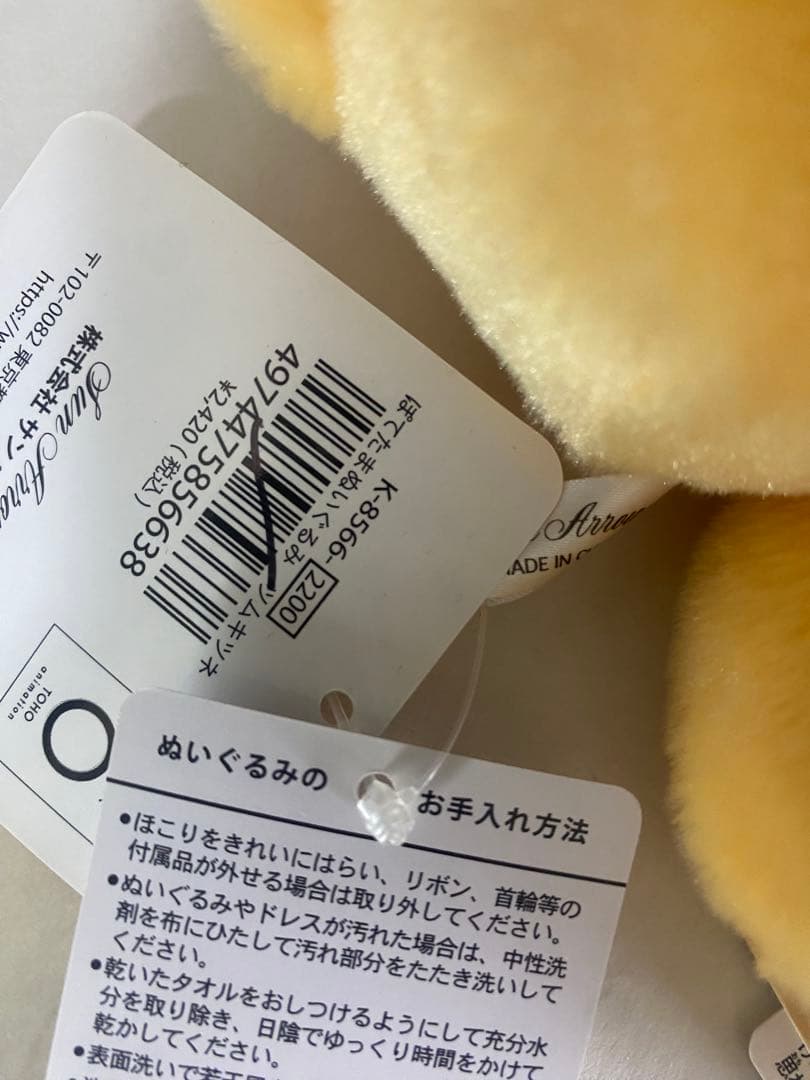 ぽてたまぬいぐるみ ツムキツネ
K-8566-2200
4974475856638
¥2,420(税込)
Sun Arrow
株式会社 サン
〒102-0082 東京都
https://w
TOHO
animation
Arrow
MADE IN C
ぬいぐるみの お手入れ方法
•ほこりをきれいにはらい、リボン、首輪等の
付属品が外せる場合は取り外してください。
•ぬいぐるみやドレスが汚れた場合は、中性洗
剤を布にひたして汚れ部分をたたき洗いして
ください。
•乾いたタオルをおしつけるようにして充分水
分を取り除き、日陰でゆっくり時間をかけて
乾かしてください。
•表面洗いで若干